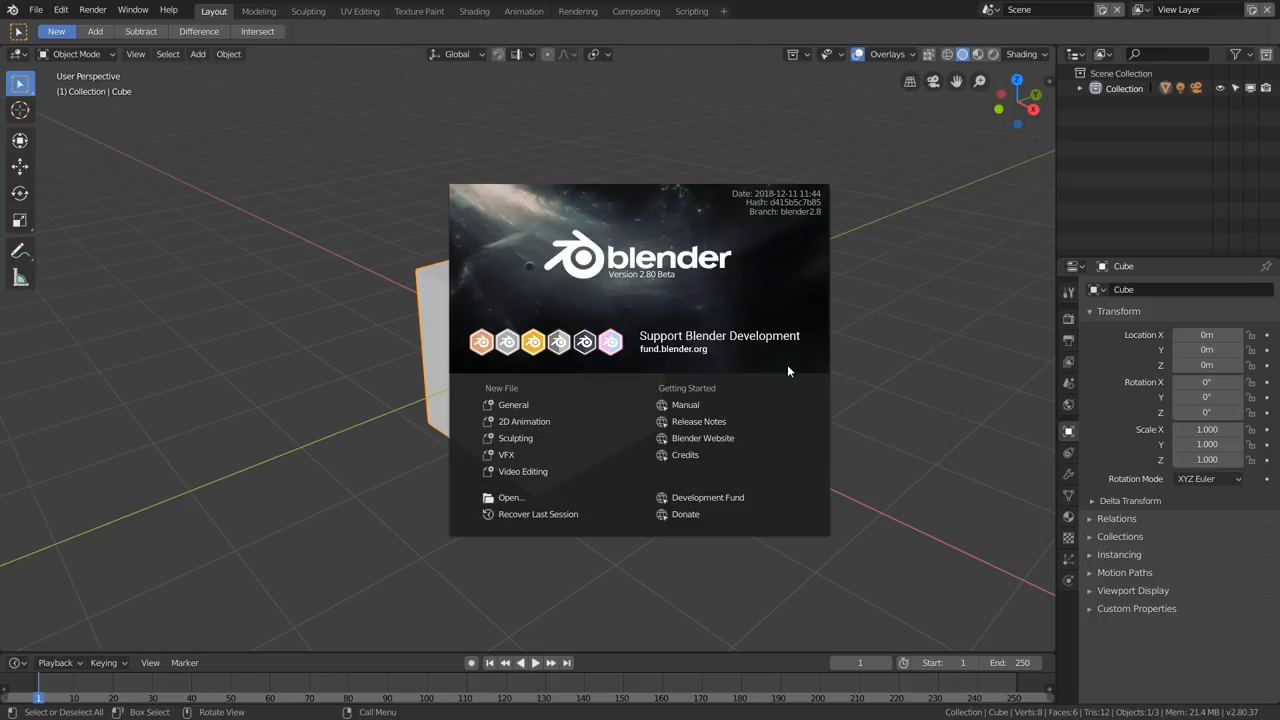 File Edit Render Window Help Layout Modeling Sculpting UV Editing Texture Paint Shading Animation Rendering Compositing Scripting + Scene View Layer
New Add Subtract Difference Intersect
Object Mode View Select Add Object Global Overlays Shading
User Perspective
(1) Collection | Cube
Scene Collection
Collection
Z
Y
X
Date: 2018-12-11 11:44
Hash: d415b5c7b85
Branch: blender2.8
blender
Version 2.80 Beta
Support Blender Development
fund.blender.org
New File
General
2D Animation
Sculpting
VFX
Video Editing
Open...
Recover Last Session
Getting Started
Manual
Release Notes
Blender Website
Credits
Development Fund
Donate
Cube
Cube
Transform
Location X 0m
Y 0m
Z 0m
Rotation X 0°
Y 0°
Z 0°
Scale X 1.000
Y 1.000
Z 1.000
Rotation Mode XYZ Euler
Delta Transform
Relations
Collections
Instancing
Motion Paths
Viewport Display
Custom Properties
Playback Keying View Marker 1 Start: 1 End: 250
1 10 20 30 40 50 60 70 80 90 100 110 120 130 140 150 160 170 180 190 200 210 220 230 240 250
Select or Deselect All Box Select Rotate View Call Menu Collection | Cube | Verts:8 | Faces:6 | Tris:12 | Objects:1/3 | Mem: 21.4 MB | v2.80.37